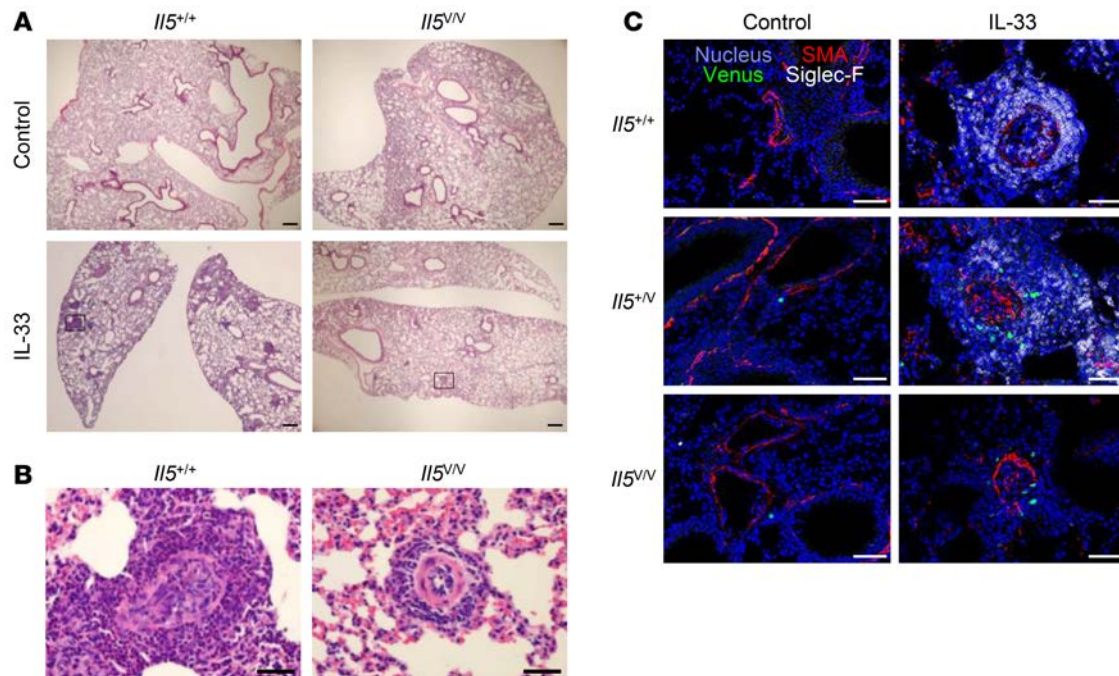 A
Il5+/+
Il5V/V
Control
IL-33
B
Il5+/+
Il5V/V
C
Control
IL-33
Nucleus SMA
Venus Siglec-F
Il5+/+
Il5+/V
Il5V/V